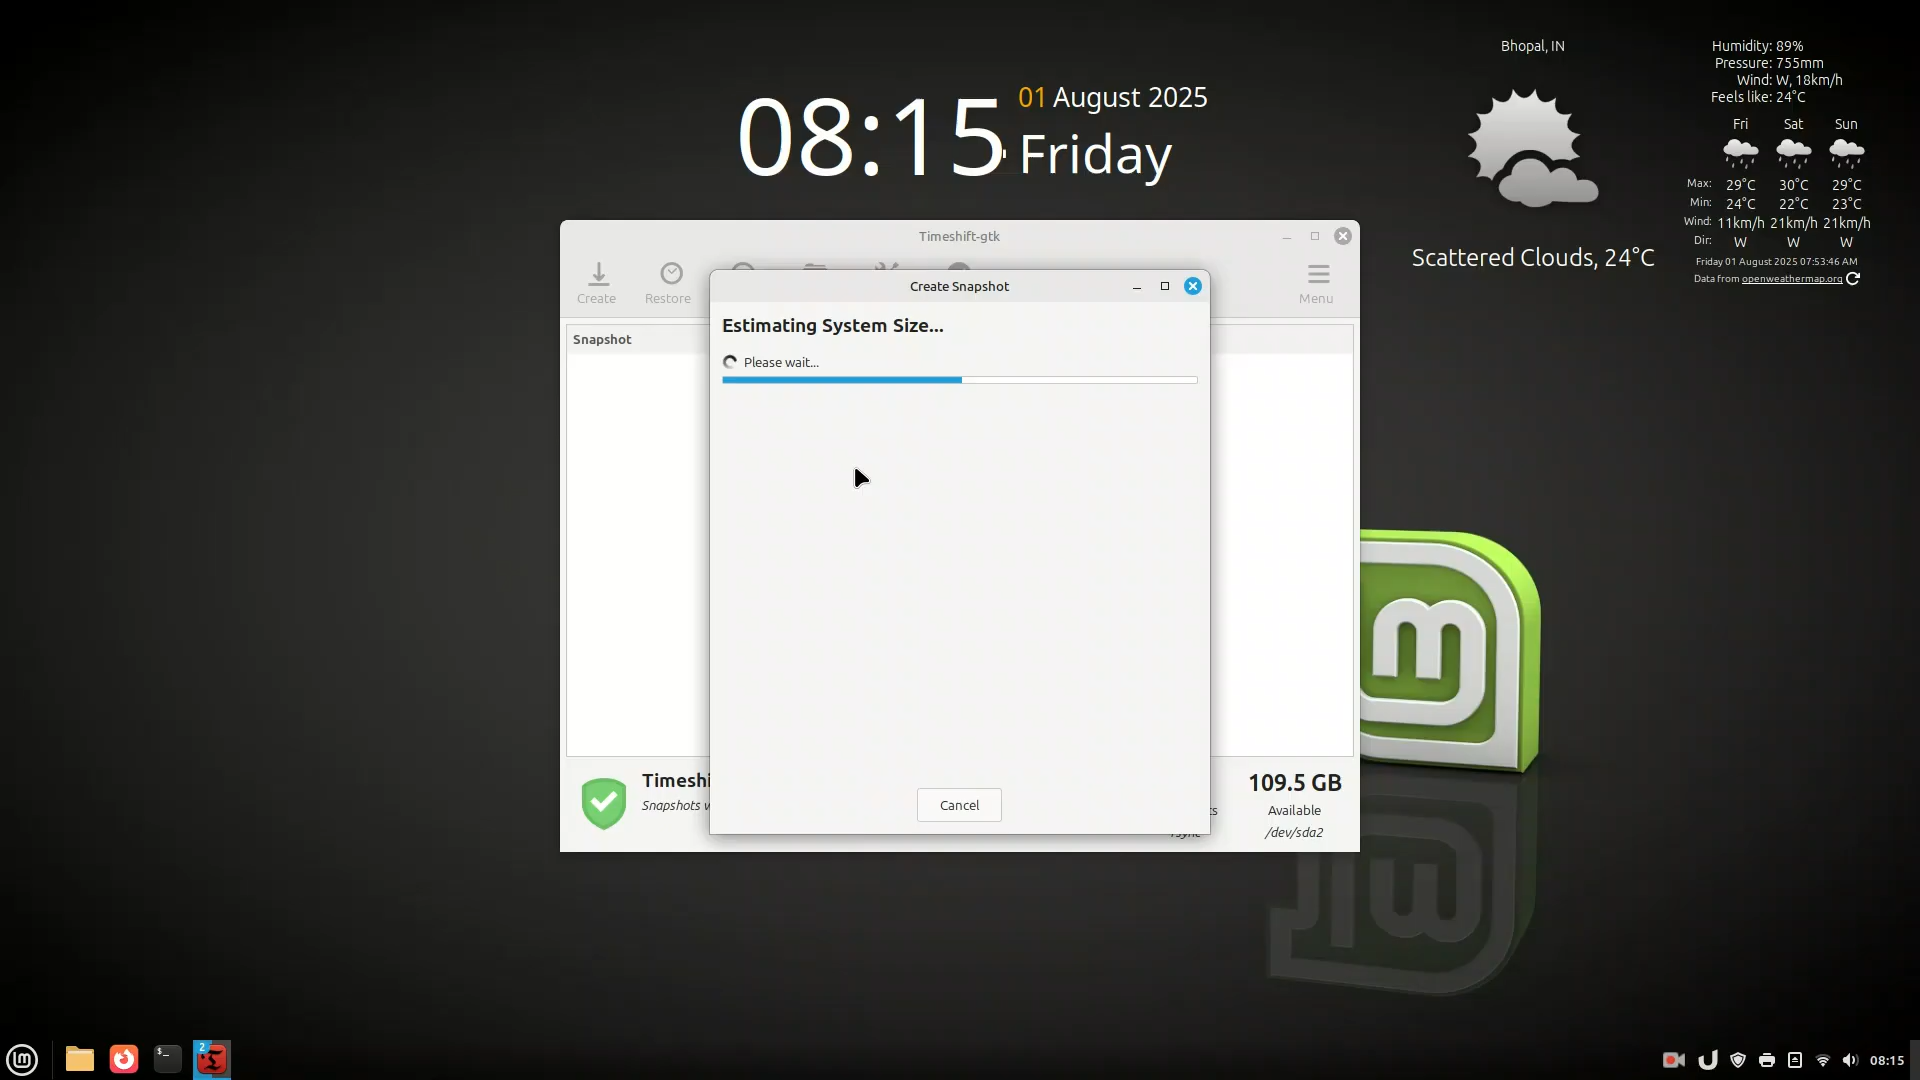 Bhopal, IN
Humidity: 89%
Pressure: 755mm
Wind: W, 18km/h
Feels like: 24°C
Fri Sat Sun
Max: 29°C 30°C 29°C
Min: 24°C 22°C 23°C
Wind: 11km/h 21km/h 21km/h
Dir: W W W
Friday 01 August 2025 07:53:46 AM
Data from openweathermap.org
Scattered Clouds, 24°C
08:15
01 August 2025
Friday
Timeshift-gtk
Create
Restore
Menu
Snapshot
Create Snapshot
Estimating System Size...
Please wait...
Cancel
Timeshi
Snapshots
109.5 GB
Available
/dev/sda2
rsync
2
08:15